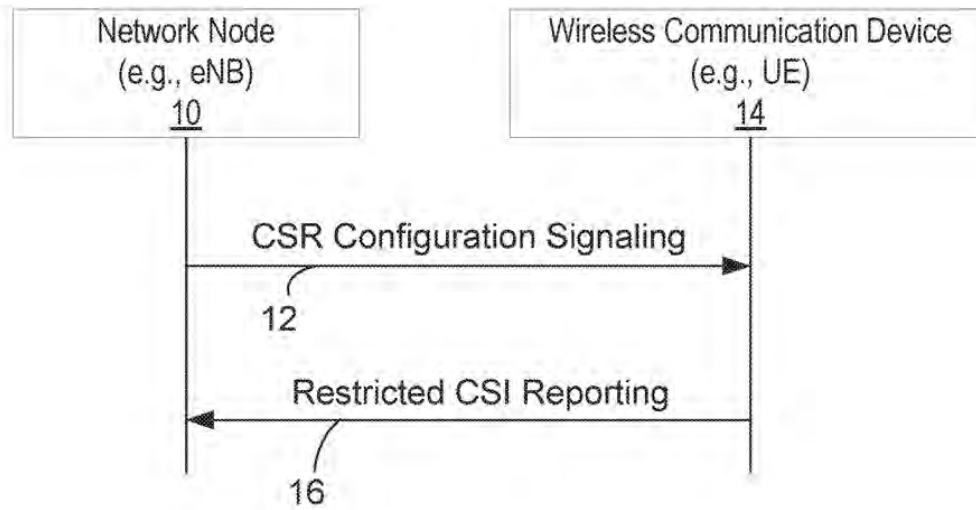 Network Node
(e.g., eNB)
10
Wireless Communication Device
(e.g., UE)
14
CSR Configuration Signaling
12
Restricted CSI Reporting
16